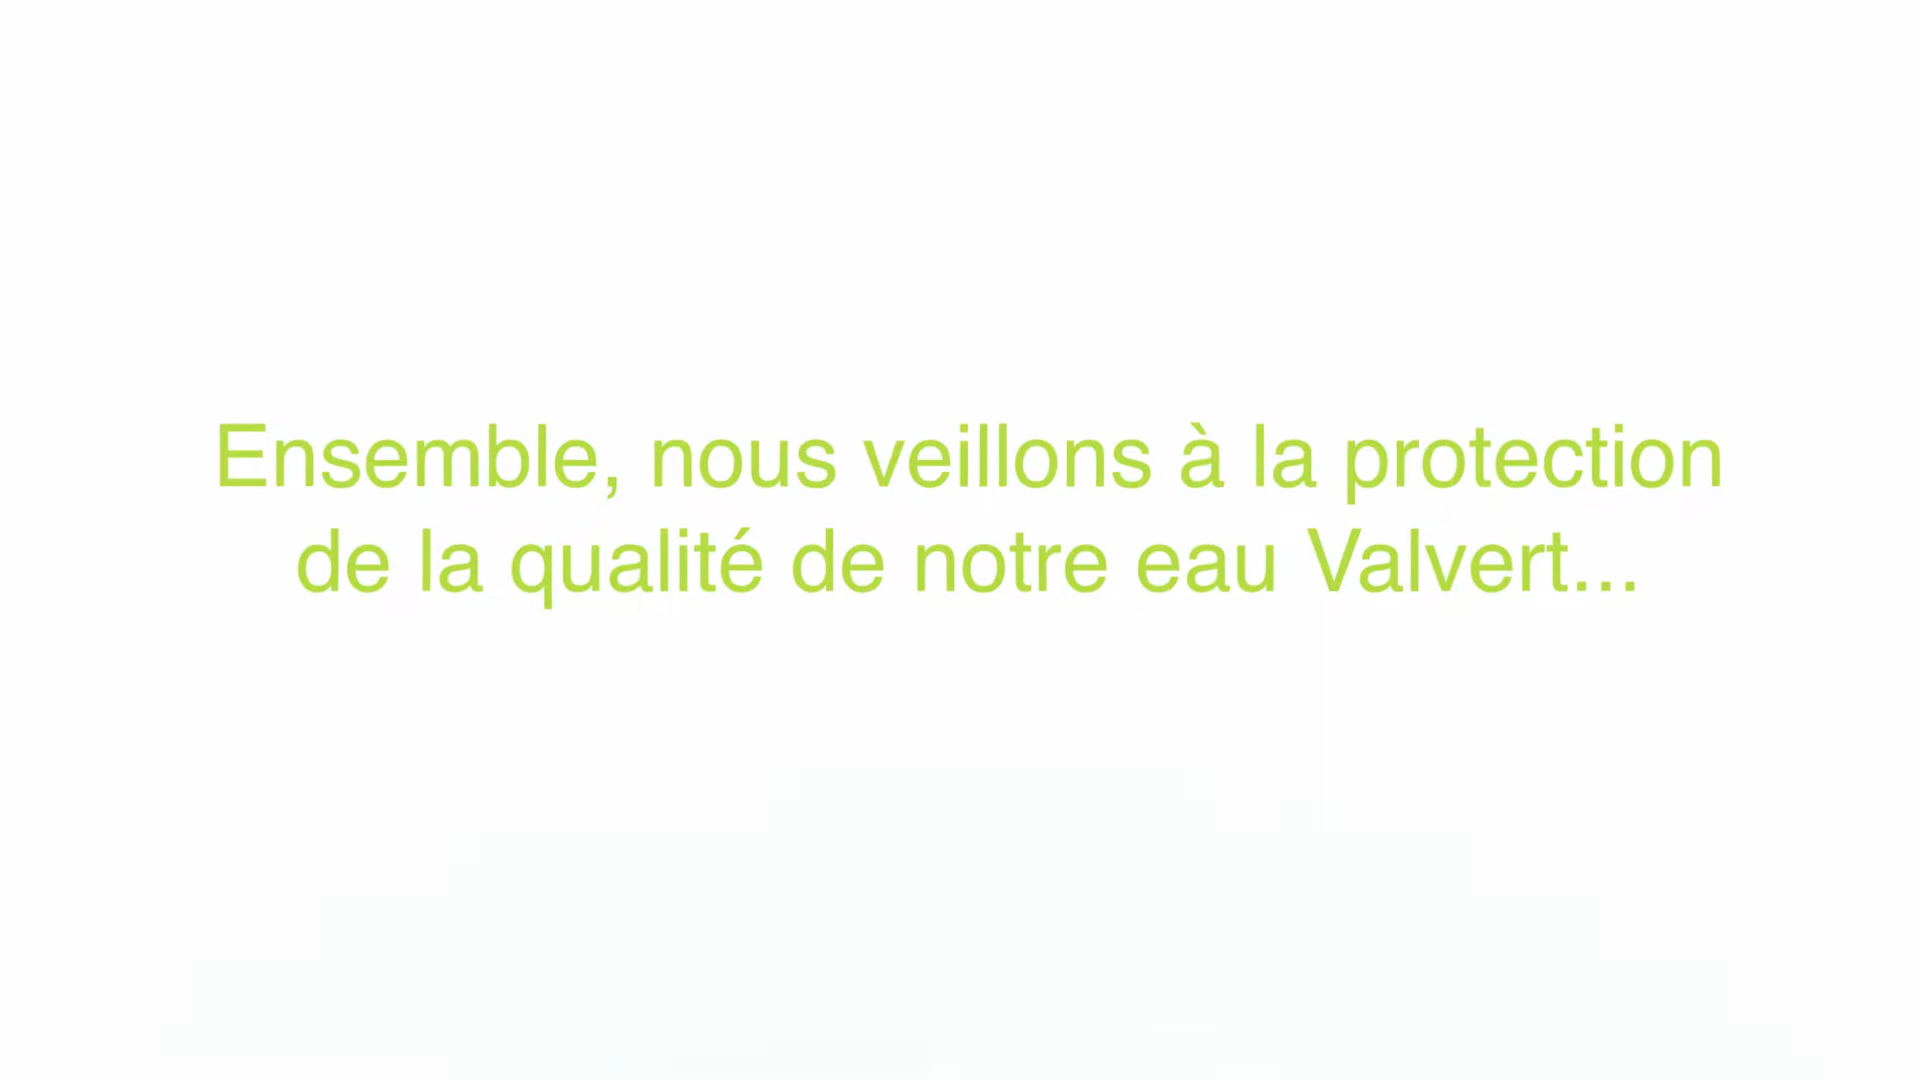 Ensemble, nous veillons à la protection
de la qualité de notre eau Valvert...